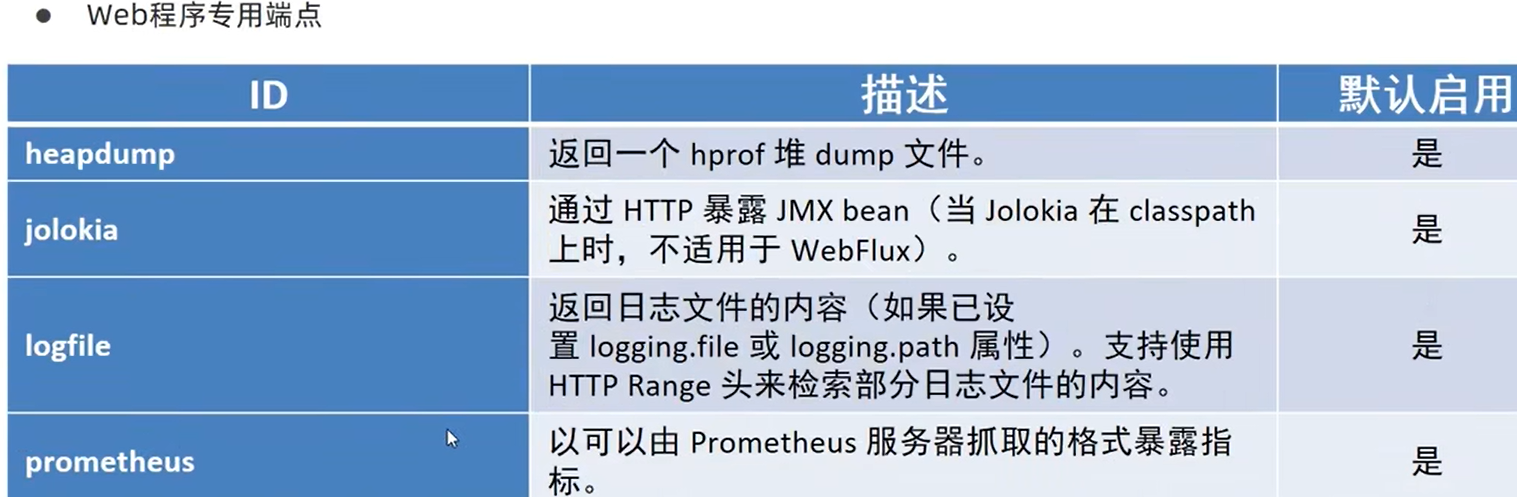 ● Web程序专用端点
ID 描述 默认启用
heapdump 返回一个 hprof 堆 dump 文件。 是
jolokia 通过 HTTP 暴露 JMX bean（当 Jolokia 在 classpath
上时，不适用于 WebFlux）。 是
logfile 返回日志文件的内容（如果已设
置 logging.file 或 logging.path 属性）。支持使用 是
HTTP Range 头来检索部分日志文件的内容。
prometheus 以可以由 Prometheus 服务器抓取的格式暴露指 是
标。